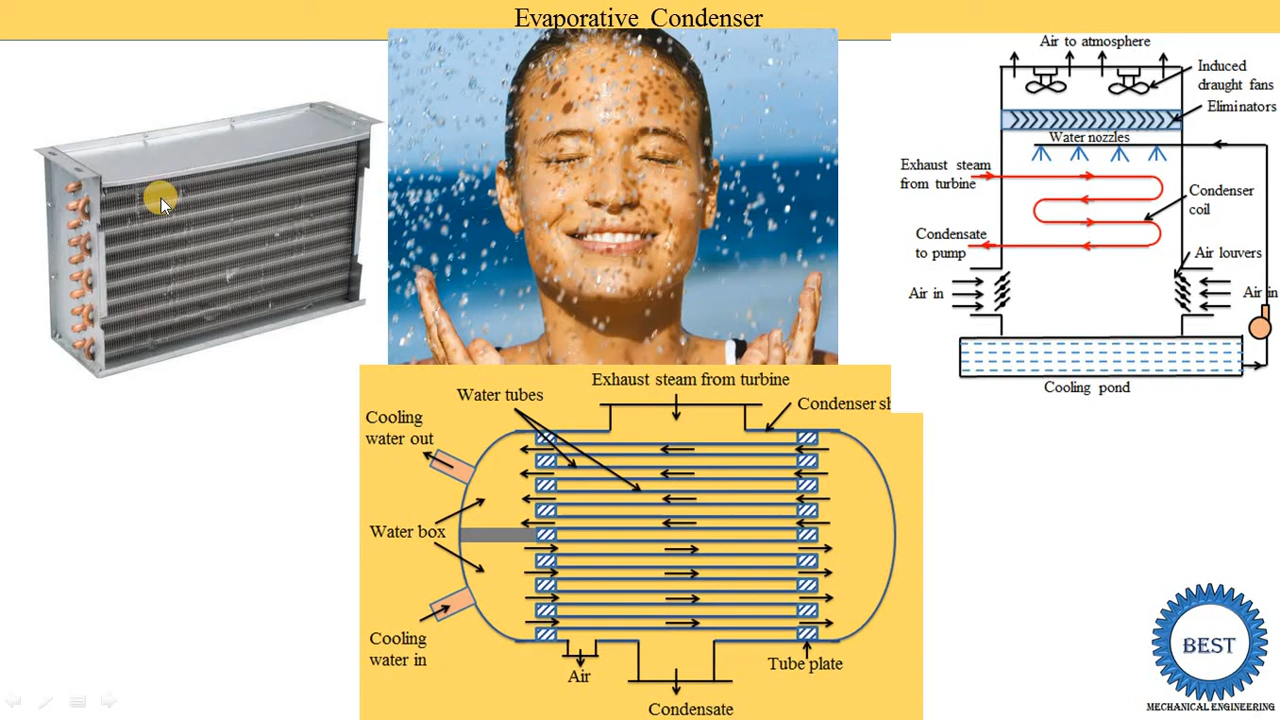 Evaporative Condenser
Air to atmosphere
Induced
draught fans
Eliminators
Water nozzles
Exhaust steam
from turbine
Condenser
coil
Condensate
to pump
Air louvers
Air in
Air in
Cooling pond
Exhaust steam from turbine
Water tubes
Condenser sh
Cooling
water out
Water box
Cooling
water in
Air
Tube plate
Condensate
BEST
MECHANICAL ENGINEERING